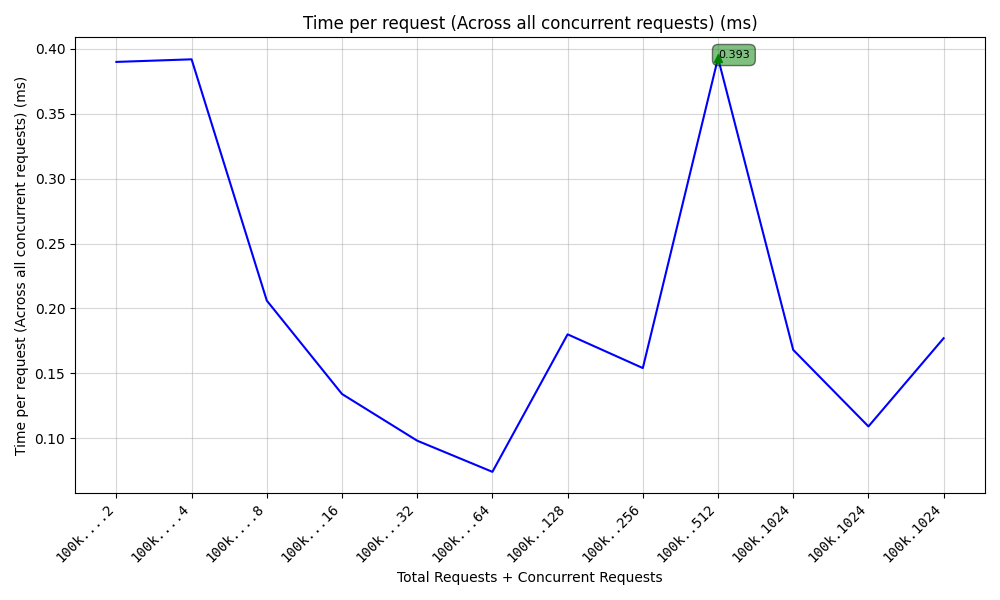 Time per request (Across all concurrent requests) (ms)
Time per request (Across all concurrent requests) (ms)
0.40
0.35
0.30
0.25
0.20
0.15
0.10
0.393
100k....2
100k....4
100k....8
100k...16
100k...32
100k...64
100k..128
100k..256
100k..512
100k.1024
100k.1024
100k.1024
Total Requests + Concurrent Requests